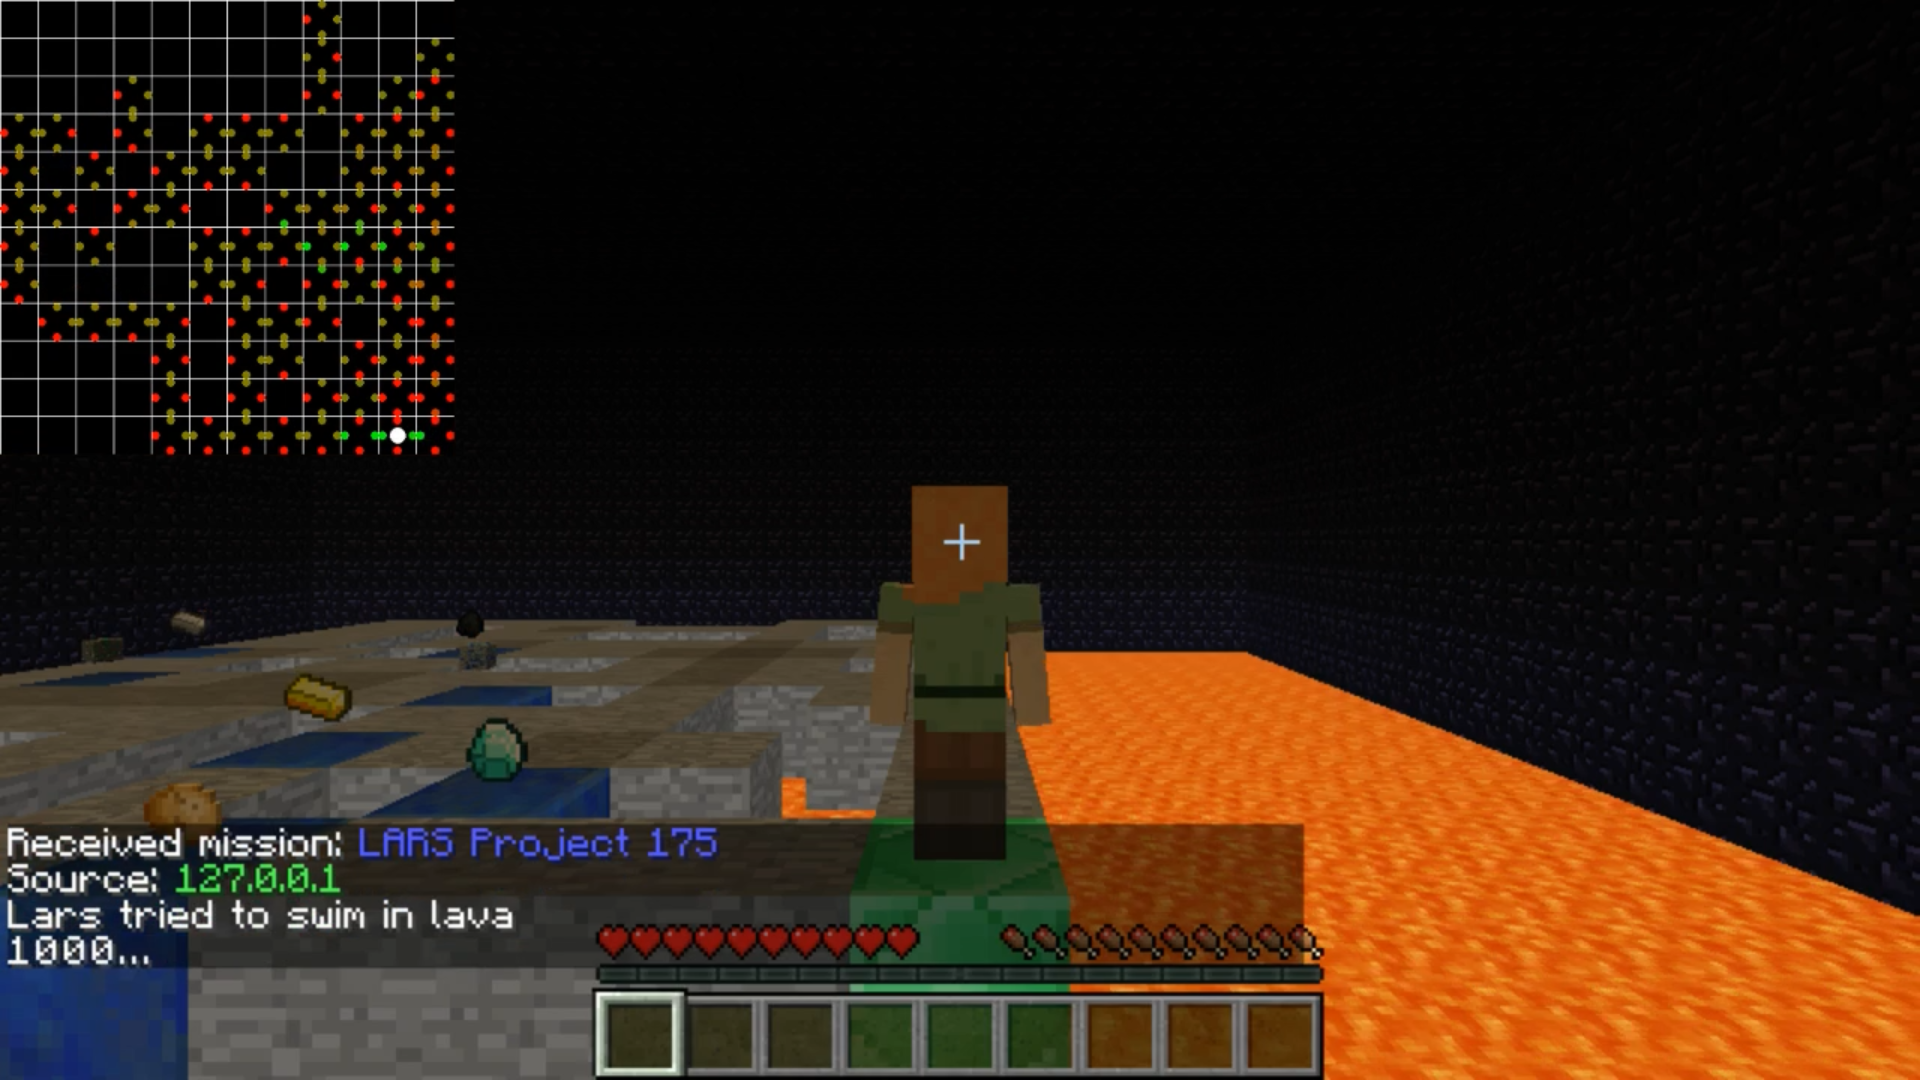 Received mission: LARS Project 175
Source: 127.0.0.1
Lars tried to swim in lava
1000...